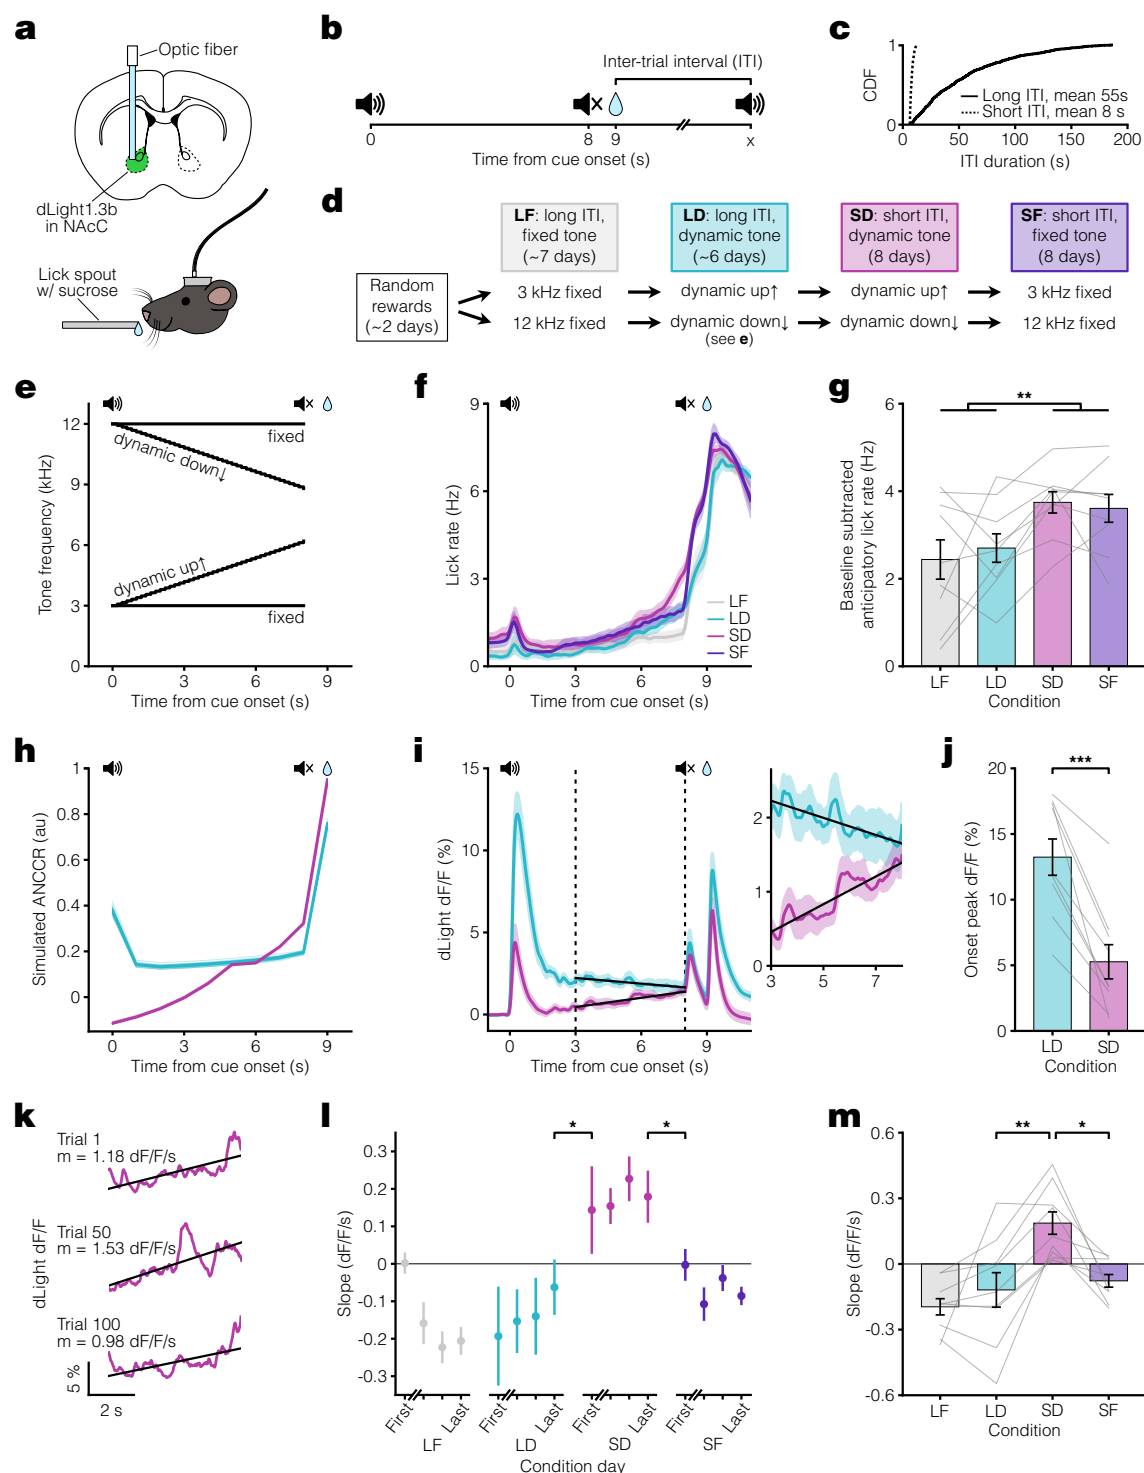 a
Optic fiber
dLight1.3b
in NAcC
Lick spout
w/ sucrose
b
Inter-trial interval (ITI)
0
8
9
x
Time from cue onset (s)
c
CDF
1
0
Long ITI, mean 55s
Short ITI, mean 8 s
0
50
100
150
200
ITI duration (s)
d
Random
rewards
(~2 days)
LF: long ITI,
fixed tone
(~7 days)
LD: long ITI,
dynamic tone
(~6 days)
SD: short ITI,
dynamic tone
(8 days)
SF: short ITI,
fixed tone
(8 days)
3 kHz fixed
dynamic up↑
dynamic up↑
3 kHz fixed
12 kHz fixed
dynamic down↓
(see e)
dynamic down↓
12 kHz fixed
e
Tone frequency (kHz)
12
9
6
3
0
fixed
dynamic down↓
dynamic up↑
fixed
0
3
6
9
Time from cue onset (s)
f
Lick rate (Hz)
9
6
3
0
LF
LD
SD
SF
0
3
6
9
Time from cue onset (s)
g
Baseline subtracted
anticipatory lick rate (Hz)
6
4
2
0
**
LF
LD
SD
SF
Condition
h
Simulated ANCCR (au)
1
0.8
0.6
0.4
0.2
0
0
3
6
9
Time from cue onset (s)
i
dLight dF/F (%)
15
10
5
0
0
3
6
9
Time from cue onset (s)
2
1
0
3
5
7
j
Onset peak dF/F (%)
20
15
10
5
0
***
LD
SD
Condition
k
dLight dF/F
Trial 1
m = 1.18 dF/F/s
Trial 50
m = 1.53 dF/F/s
Trial 100
m = 0.98 dF/F/s
5 %
2 s
l
Slope (dF/F/s)
0.3
0.2
0.1
0
-0.1
-0.2
-0.3
*
*
First
Last
First
Last
First
Last
First
Last
LF
LD
SD
SF
Condition day
m
Slope (dF/F/s)
0.6
0.3
0
-0.3
-0.6
**
*
LF
LD
SD
SF
Condition